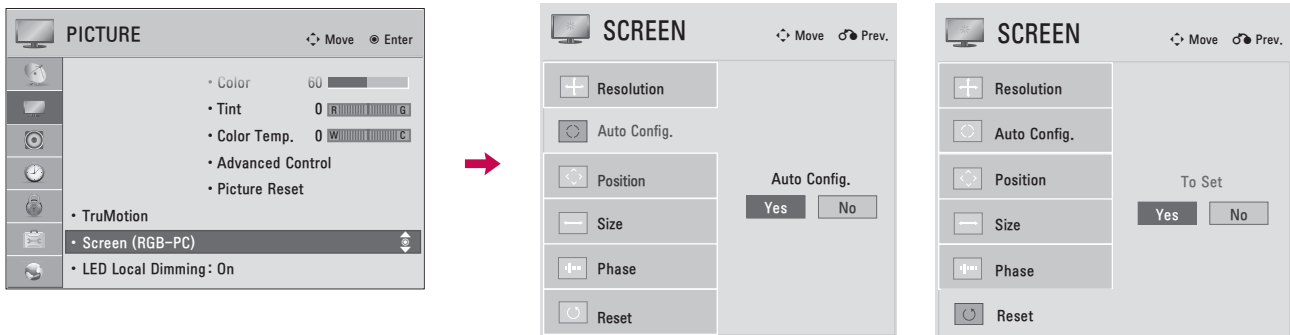 PICTURE
Move Enter
• Color 60
• Tint 0 R G
• Color Temp. 0 W C
• Advanced Control
• Picture Reset
• TruMotion
• Screen (RGB-PC)
• LED Local Dimming: On
SCREEN
Move Prev.
Resolution
Auto Config.
Position
Size
Phase
Reset
Auto Config.
Yes No
SCREEN
Move Prev.
Resolution
Auto Config.
Position
Size
Phase
Reset
To Set
Yes No